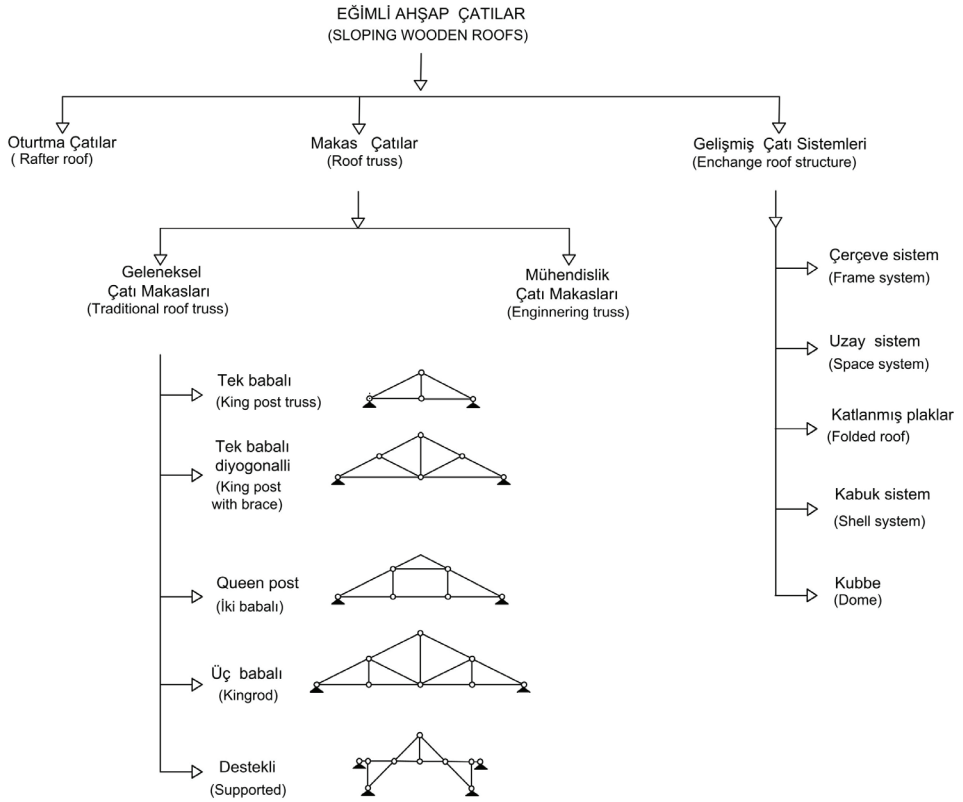 EĞİMLİ AHŞAP ÇATILAR
(SLOPING WOODEN ROOFS)
Oturtma Çatılar
( Rafter roof)
Makas Çatılar
(Roof truss)
Gelişmiş Çatı Sistemleri
(Enchange roof structure)
Geleneksel
Çatı Makasları
(Traditional roof truss)
Mühendislik
Çatı Makasları
(Enginnering truss)
Tek babalı
(King post truss)
Tek babalı
diyogonalli
(King post
with brace)
Queen post
(İki babalı)
Üç babalı
(Kingrod)
Destekli
(Supported)
Çerçeve sistem
(Frame system)
Uzay sistem
(Space system)
Katlanmış plaklar
(Folded roof)
Kabuk sistem
(Shell system)
Kubbe
(Dome)